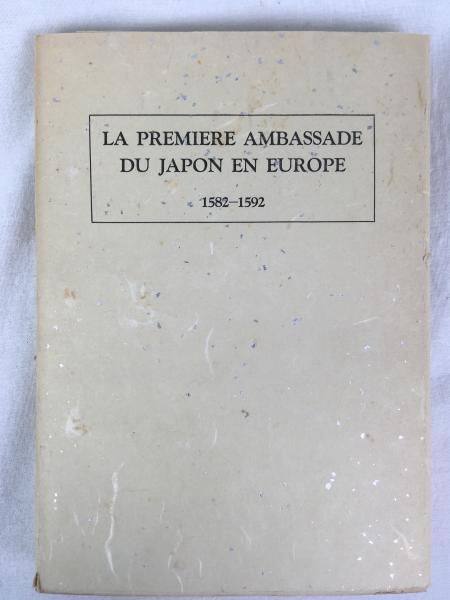 LA PREMIERE AMBASSADE
DU JAPON EN EUROPE
1582–1592